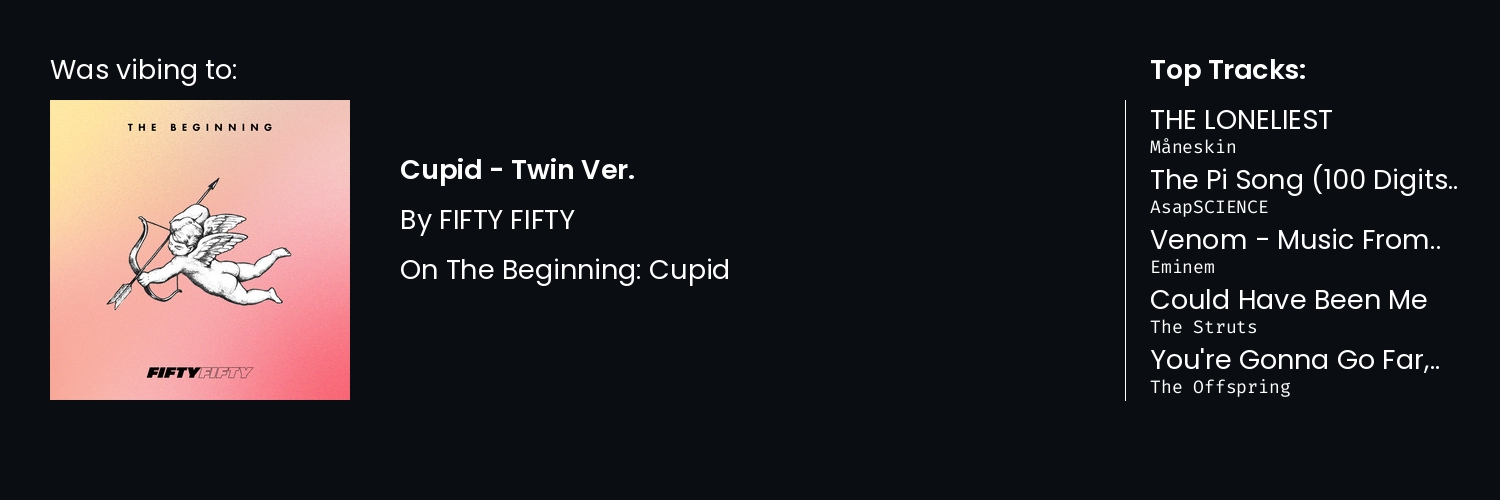 Was vibing to:
THE BEGINNING
FIFTYFIFTY
Cupid - Twin Ver.
By FIFTY FIFTY
On The Beginning: Cupid
Top Tracks:
THE LONELIEST
Måneskin
The Pi Song (100 Digits..
AsapSCIENCE
Venom - Music From..
Eminem
Could Have Been Me
The Struts
You're Gonna Go Far,..
The Offspring